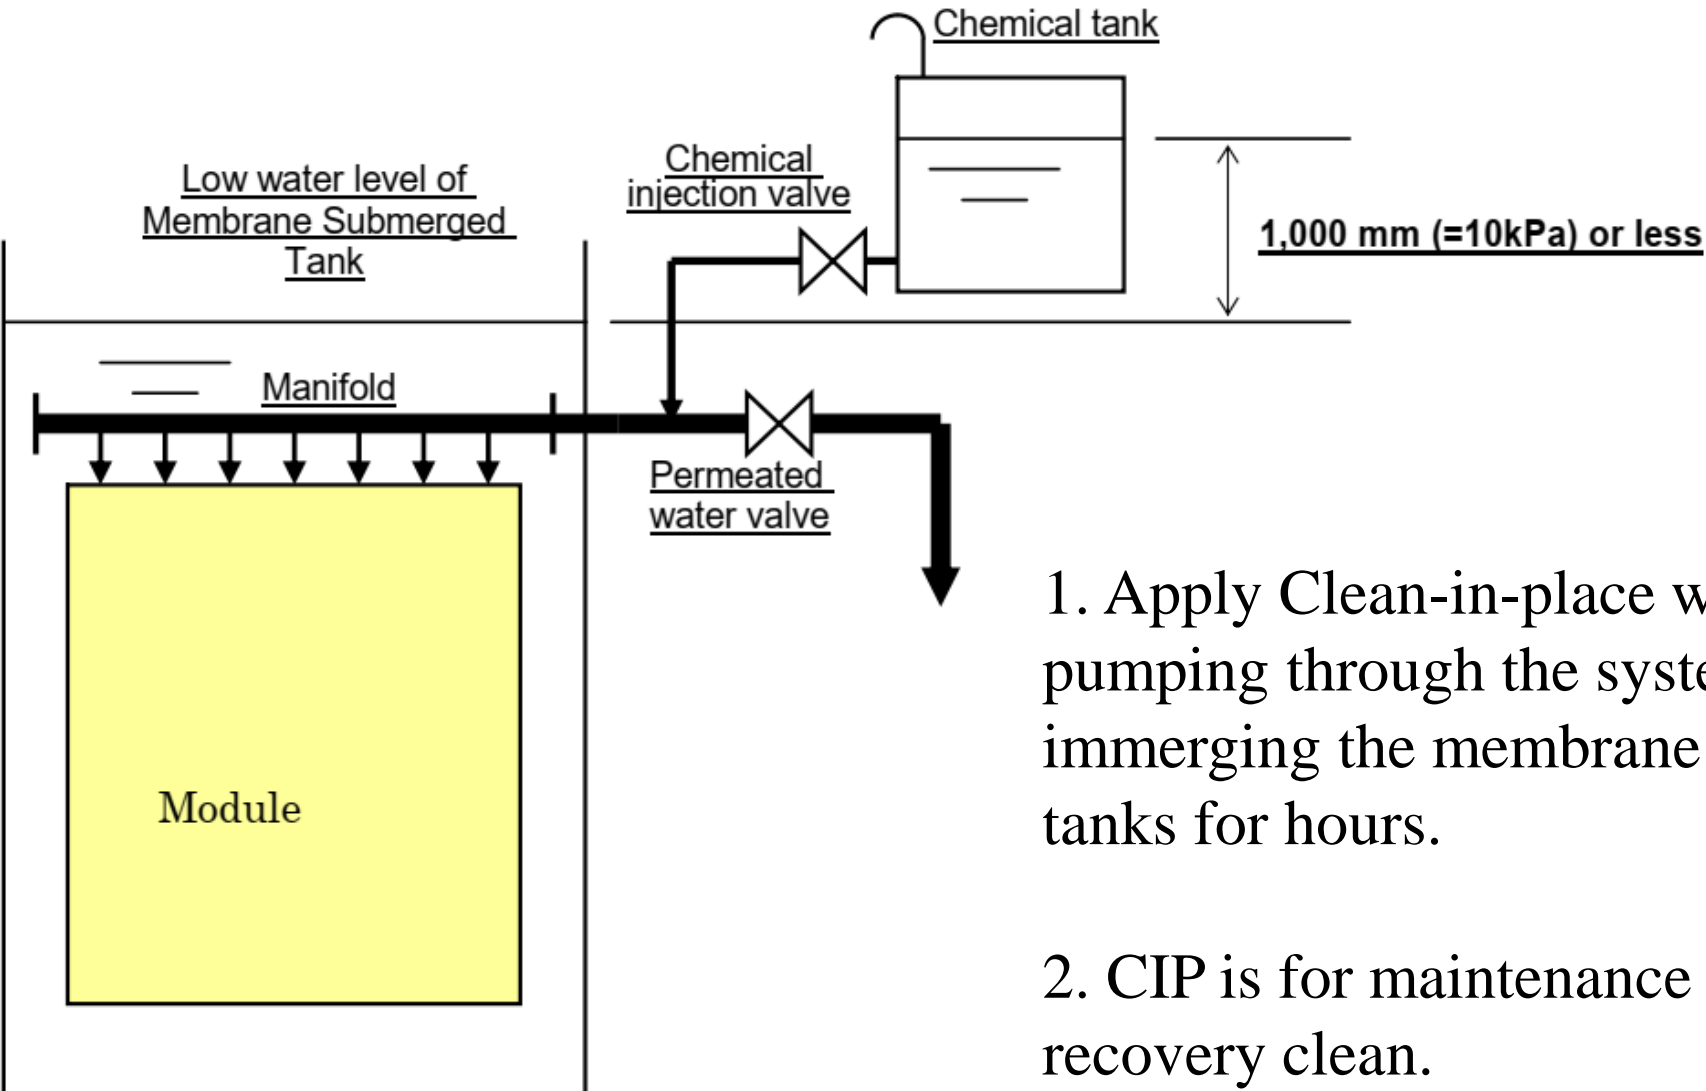 Chemical tank
Chemical
injection valve
Low water level of
Membrane Submerged
Tank
1,000 mm (=10kPa) or less
Manifold
Permeated
water valve
Module
1. Apply Clean-in-place
pumping through the
immerging the membrane
tanks for hours.
2. CIP is for maintenance
recovery clean.